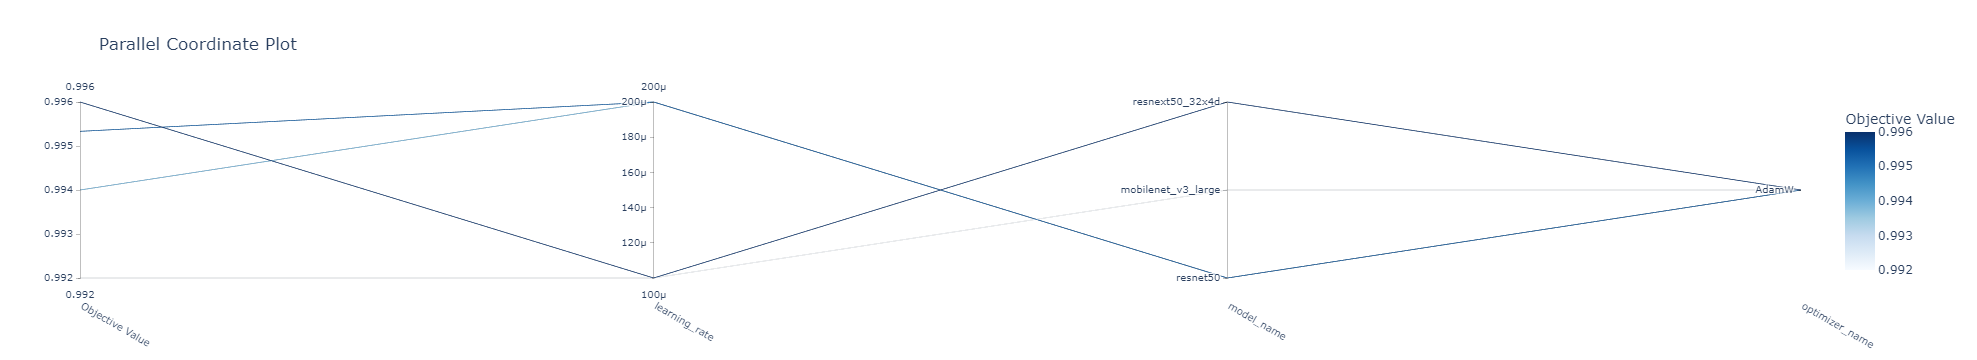 Parallel Coordinate Plot
0.996
0.996
0.995
0.994
0.993
0.992
0.992
Objective Value
200μ
200μ
180μ
160μ
140μ
120μ
100μ
learning_rate
resnext50_32x4d
mobilenet_v3_large
resnet50
model_name
AdamW
optimizer_name
Objective Value
0.996
0.995
0.994
0.993
0.992